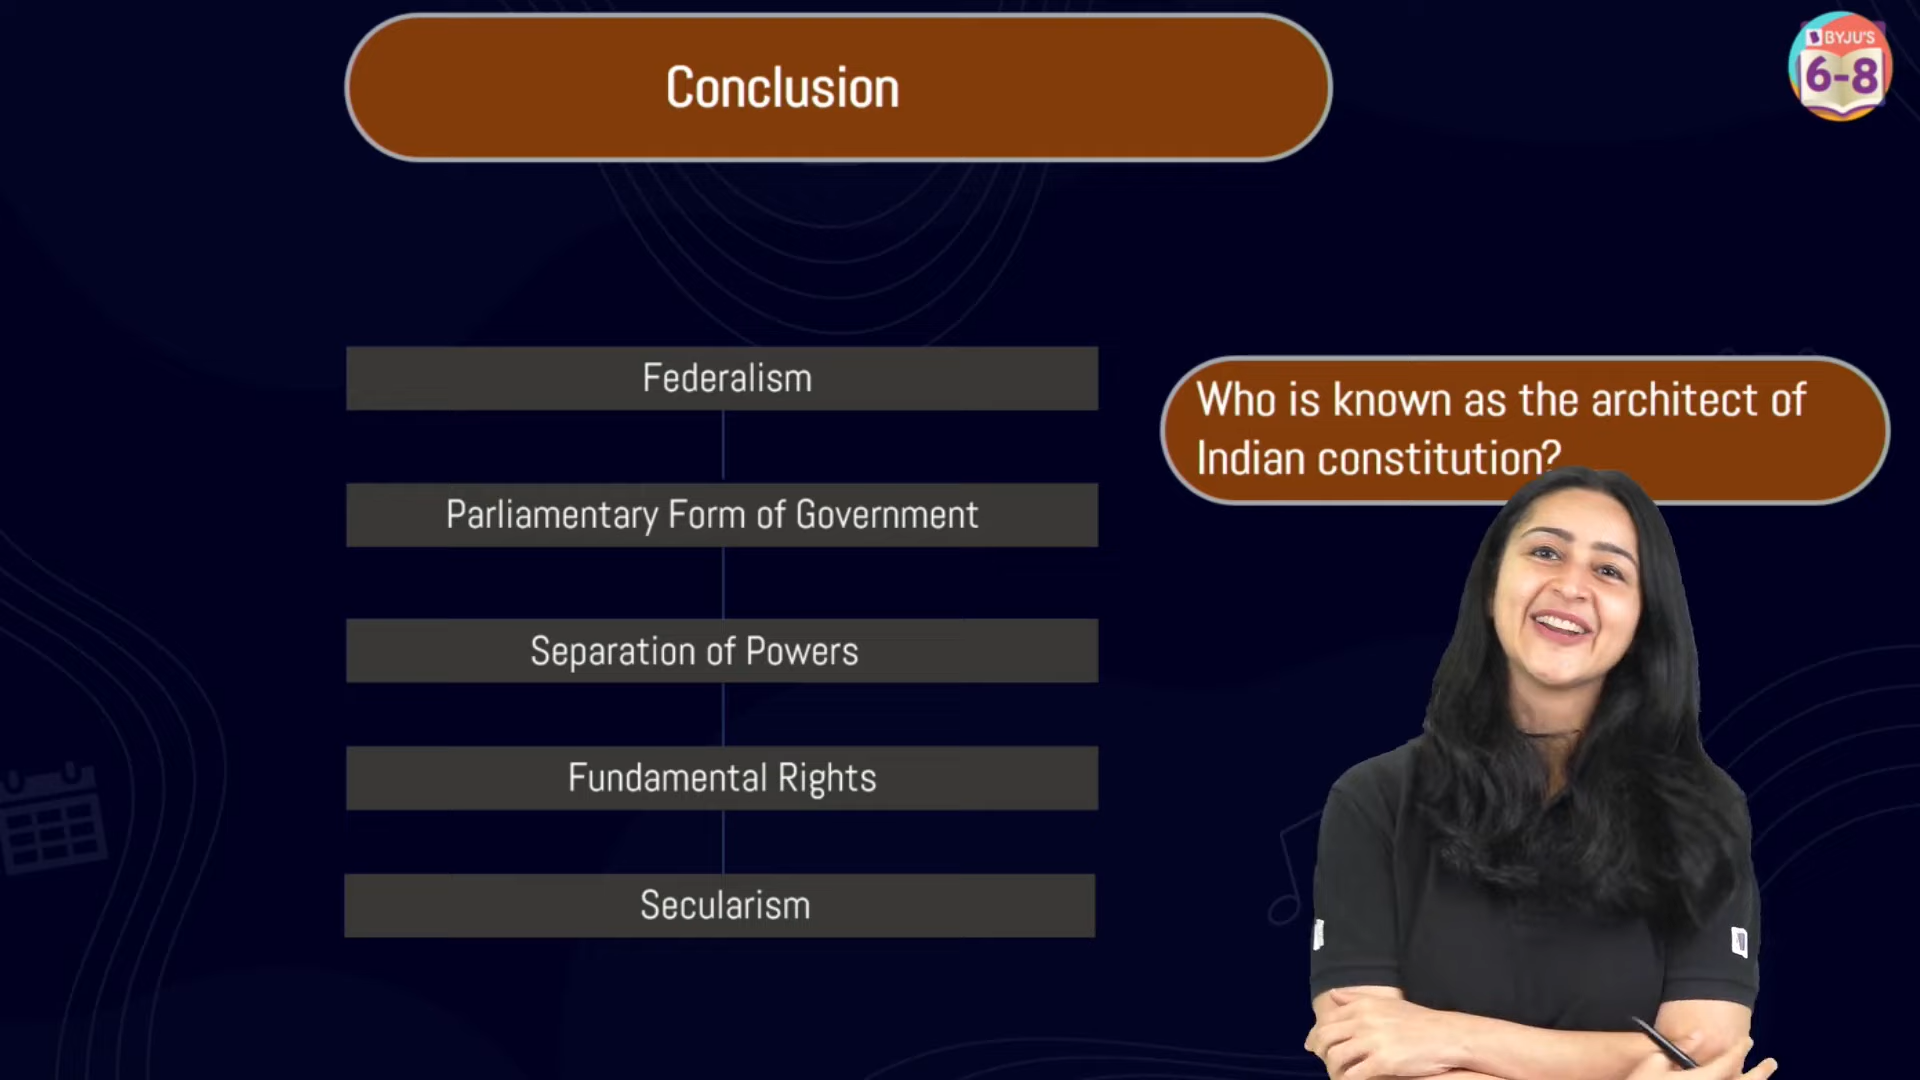 Conclusion
BYJU'S
6-8
Federalism
Parliamentary Form of Government
Separation of Powers
Fundamental Rights
Secularism
Who is known as the architect of
Indian constitution?